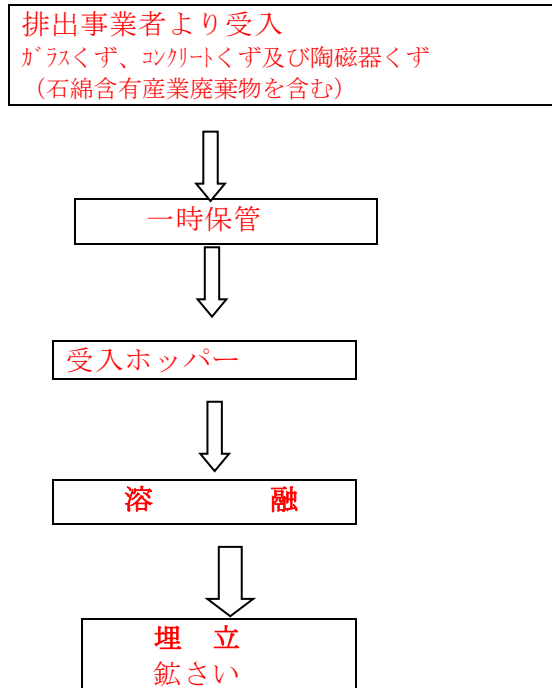 排出事業者より受入
ｶﾞﾗｽくず、ｺﾝｸﾘｰﾄくず及び陶磁器くず
（石綿含有産業廃棄物を含む）
一時保管
受入ホッパー
溶　　　融
埋　立
鉱さい